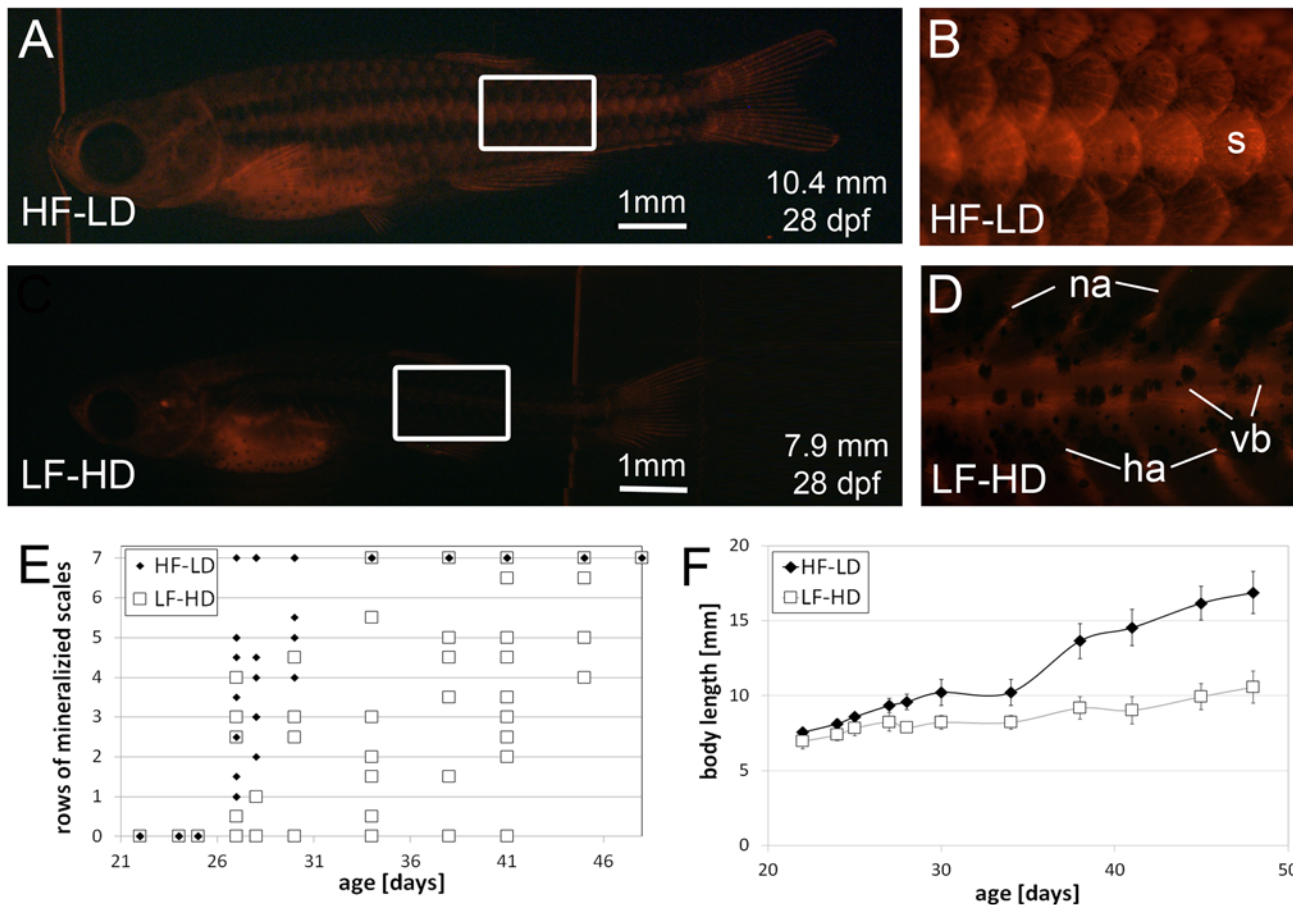 A
HF-LD
1mm
10.4 mm
28 dpf
B
s
HF-LD
C
LF-HD
1mm
7.9 mm
28 dpf
D
na
vb
ha
LF-HD
E
HF-LD
LF-HD
7
6
5
4
3
2
1
0
rows of mineralizied scales
21 26 31 36 41 46
age [days]
F
HF-LD
LF-HD
20
15
10
5
0
body length [mm]
20 30 40 50
age [days]